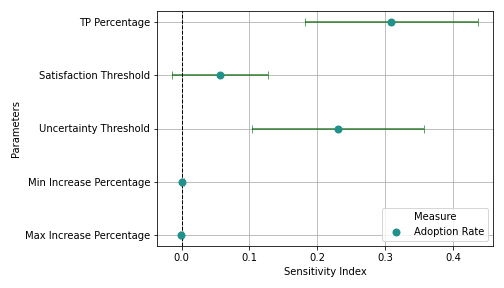 TP Percentage
Satisfaction Threshold
Uncertainty Threshold
Min Increase Percentage
Max Increase Percentage
Parameters
Measure
Adoption Rate
0.0 0.1 0.2 0.3 0.4
Sensitivity Index